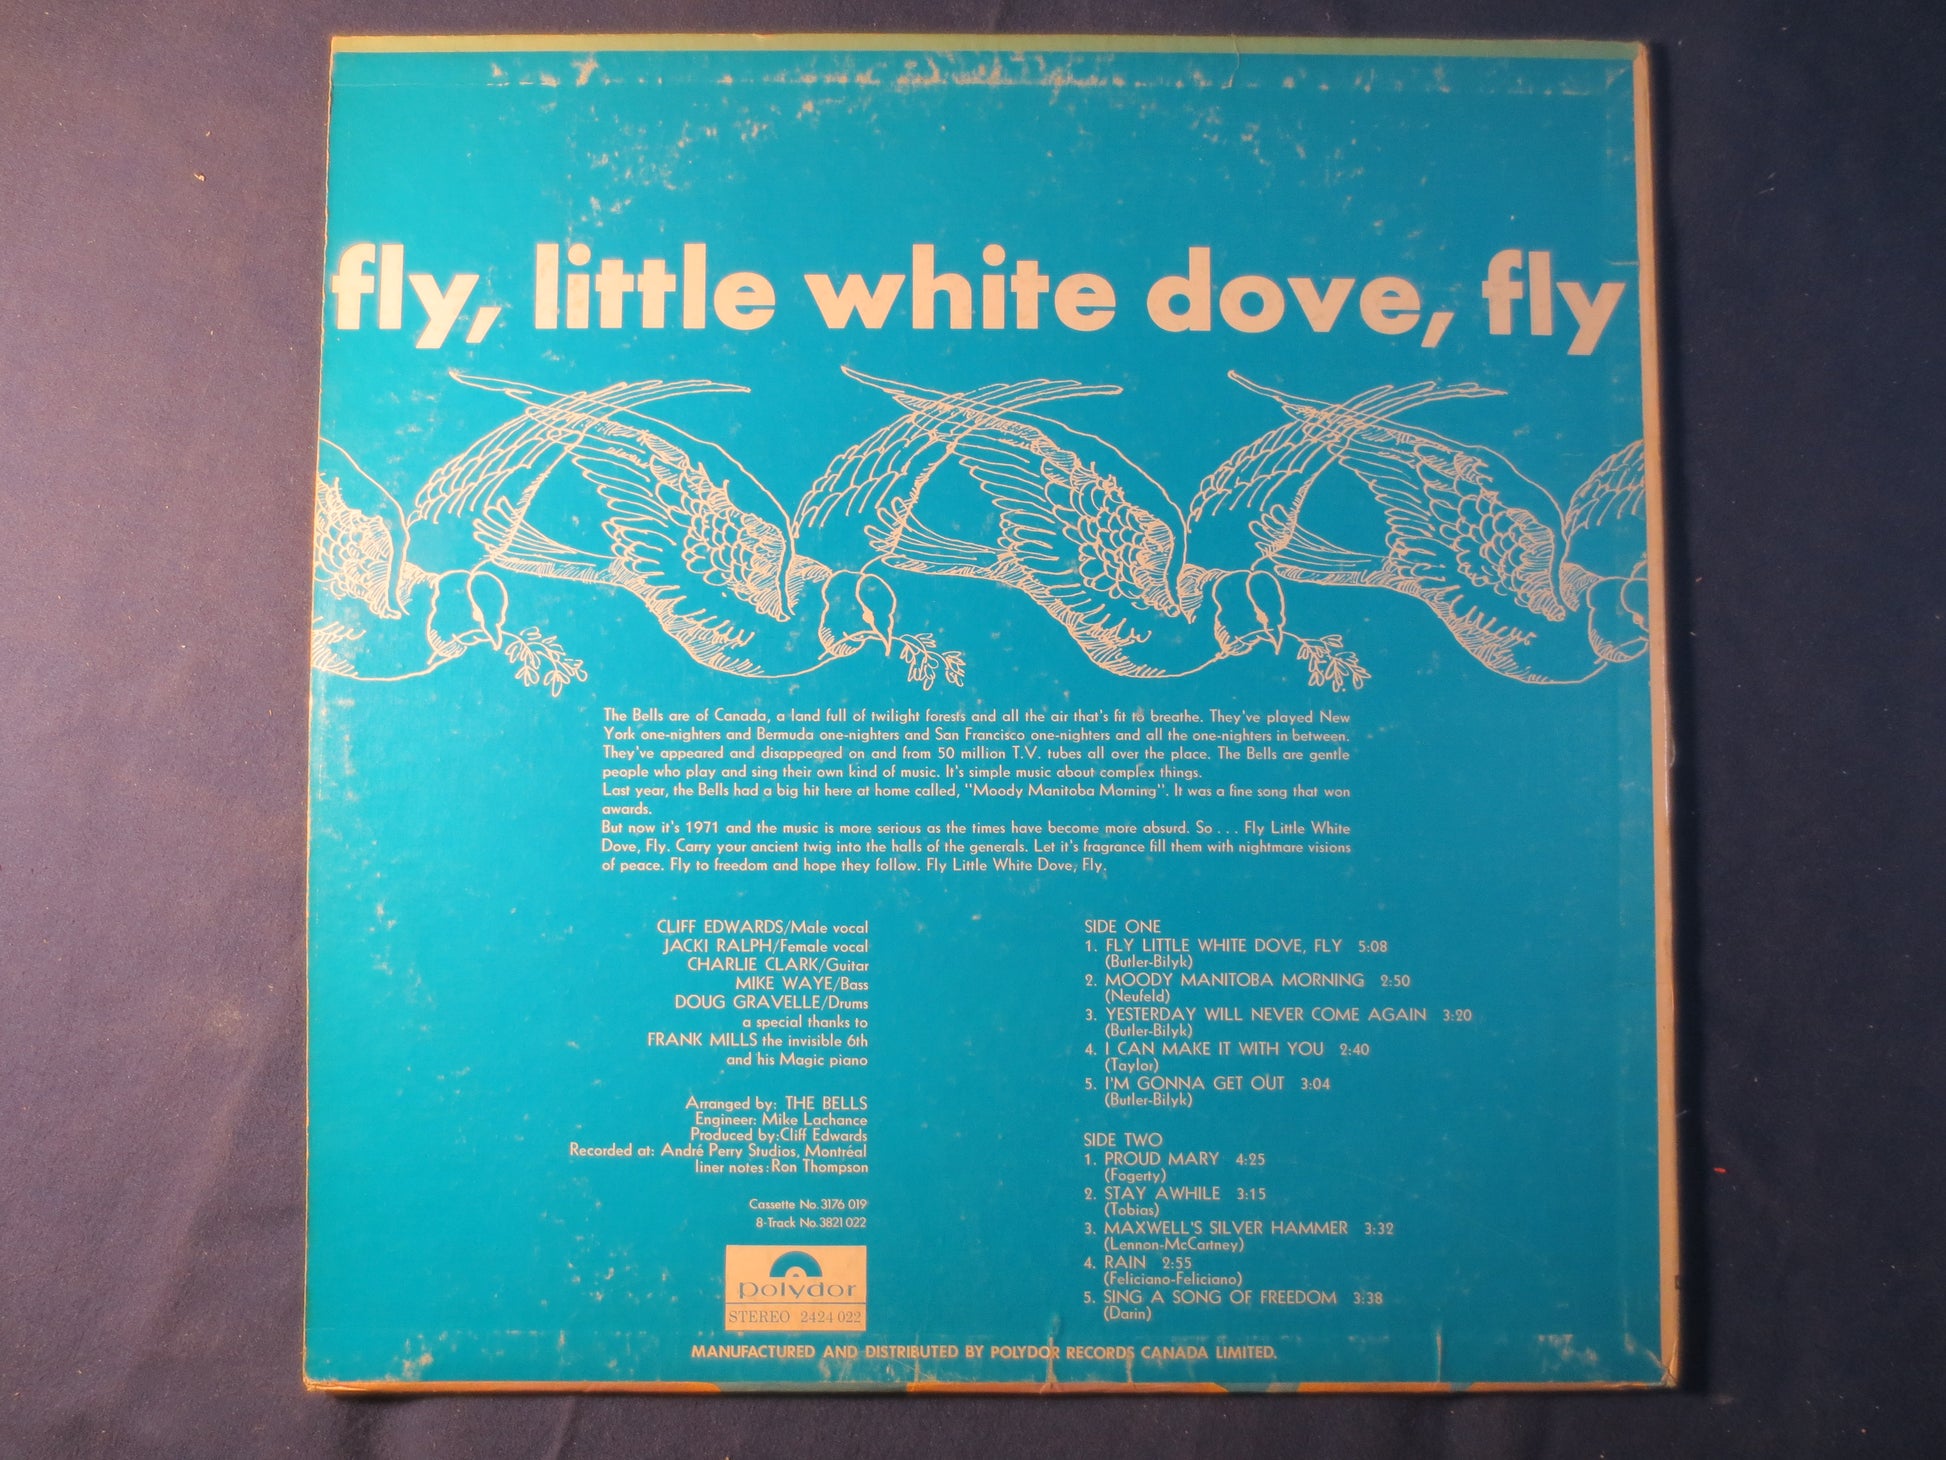 fly, little white dove, fly
The Bells are of Canada, a land full of twilight forests and all the air that's fit to breathe. They've played New
York one-nighters and Bermuda one-nighters and San Francisco one-nighters and all the one-nighters in between.
They've appeared and disappeared on and from 50 million T.V. tubes all over the place. The Bells are gentle
people who play and sing their own kind of music. It's simple music about complex things.
Last year, the Bells had a big hit here at home called, "Moody Manitoba Morning". It was a fine song that won
awards.
But now it's 1971 and the music is more serious as the times have become more absurd. So . . . Fly Little White
Dove, Fly. Carry your ancient twig into the halls of the generals. Let it's fragrance fill them with nightmare visions
of peace. Fly to freedom and hope they follow. Fly Little White Dove, Fly.
CLIFF EDWARDS/Male vocal
JACKI RALPH/Female vocal
CHARLIE CLARK/Guitar
MIKE WAYE/Bass
DOUG GRAVELLE/Drums
a special thanks to
FRANK MILLS the invisible 6th
and his Magic piano
Arranged by: THE BELLS
Engineer: Mike Lachance
Produced by:Cliff Edwards
Recorded at: André Perry Studios, Montréal
liner notes:Ron Thompson
Cassette No. 3176 019
8-Track No. 3821 022
polydor
STEREO 2424 022
SIDE ONE
1. FLY LITTLE WHITE DOVE, FLY 5:08
(Butler-Bilyk)
2. MOODY MANITOBA MORNING 2:50
(Neufeld)
3. YESTERDAY WILL NEVER COME AGAIN 3:20
(Butler-Bilyk)
4. I CAN MAKE IT WITH YOU 2:40
(Taylor)
5. I'M GONNA GET OUT 3:04
(Butler-Bilyk)
SIDE TWO
1. PROUD MARY 4:25
(Fogerty)
2. STAY AWHILE 3:15
(Tobias)
3. MAXWELL'S SILVER HAMMER 3:32
(Lennon-McCartney)
4. RAIN 2:55
(Feliciano-Feliciano)
5. SING A SONG OF FREEDOM 3:38
(Darin)
MANUFACTURED AND DISTRIBUTED BY POLYDOR RECORDS CANADA LIMITED.